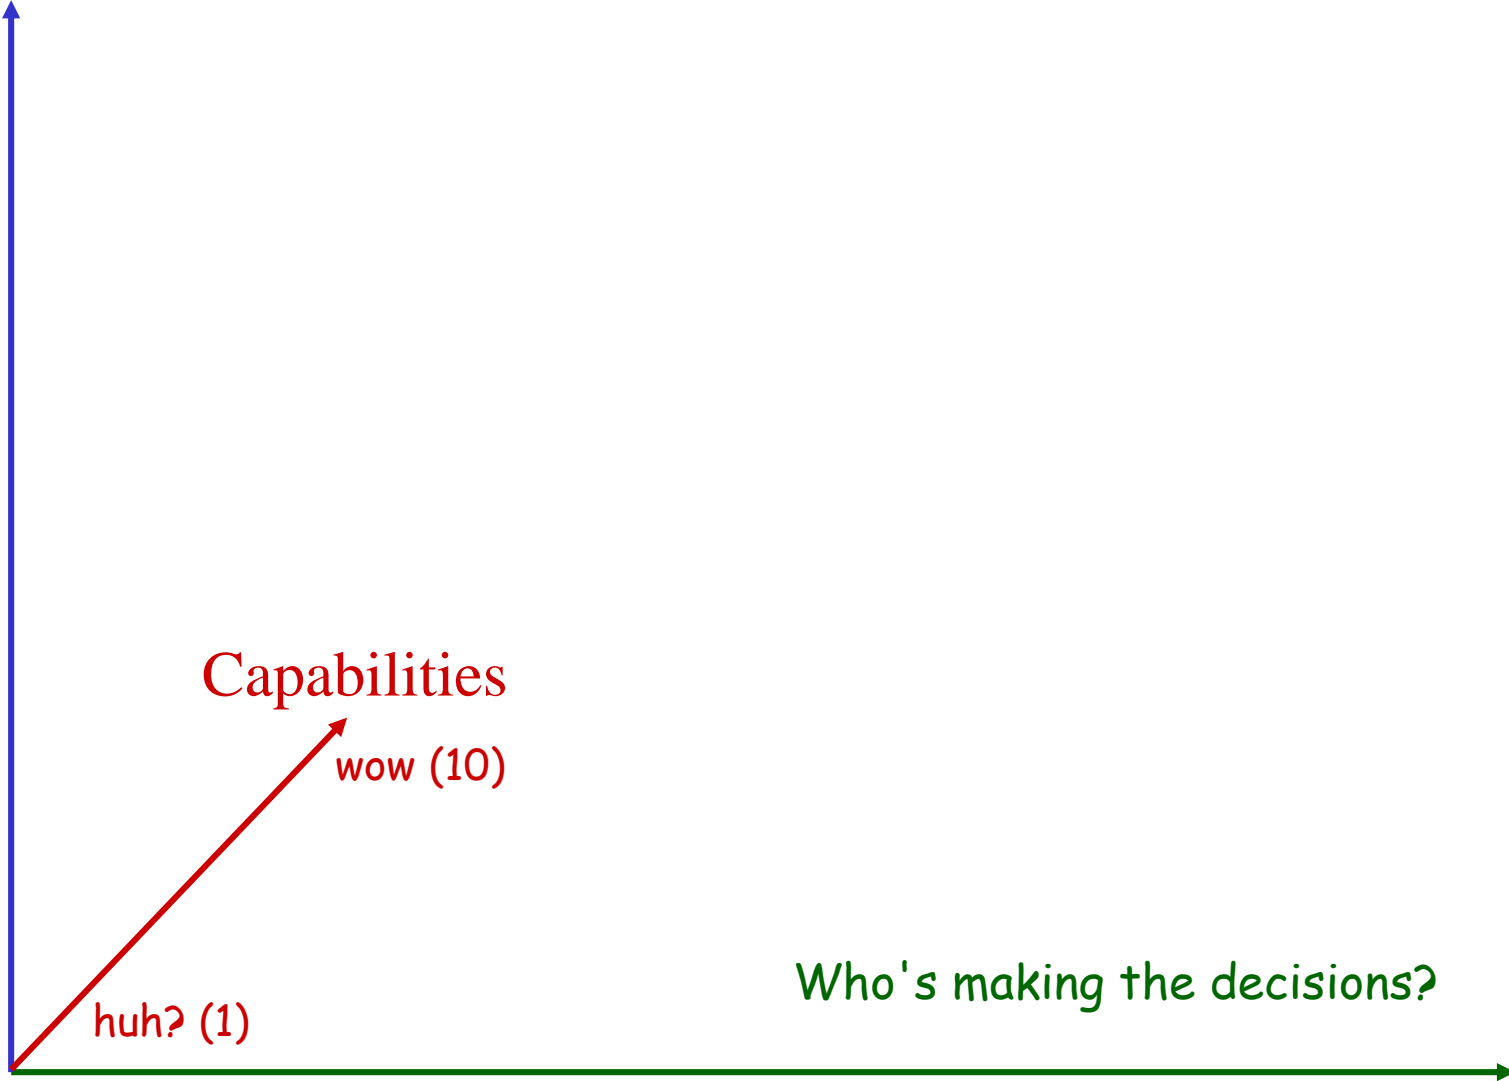 Capabilities
wow (10)
Who's making the decisions?
huh? (1)